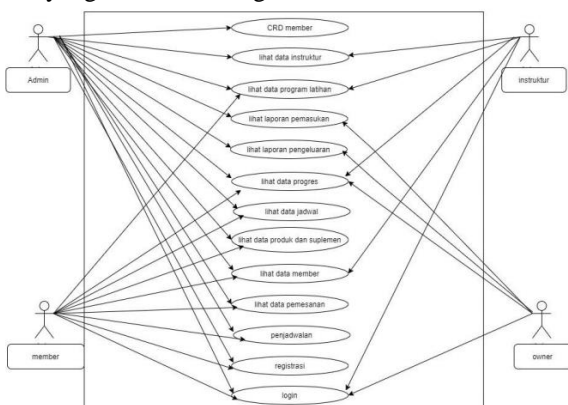 CRD member
lihat data instruktur
Admin
instruktur
lihat data program latihan
lihat laporan pemasukan
lihat laporan pengeluaran
lihat data progres
lihat data jadwal
lihat data produk dan suplemen
lihat data member
lihat data pemesanan
penjadwalan
member
owner
registrasi
login